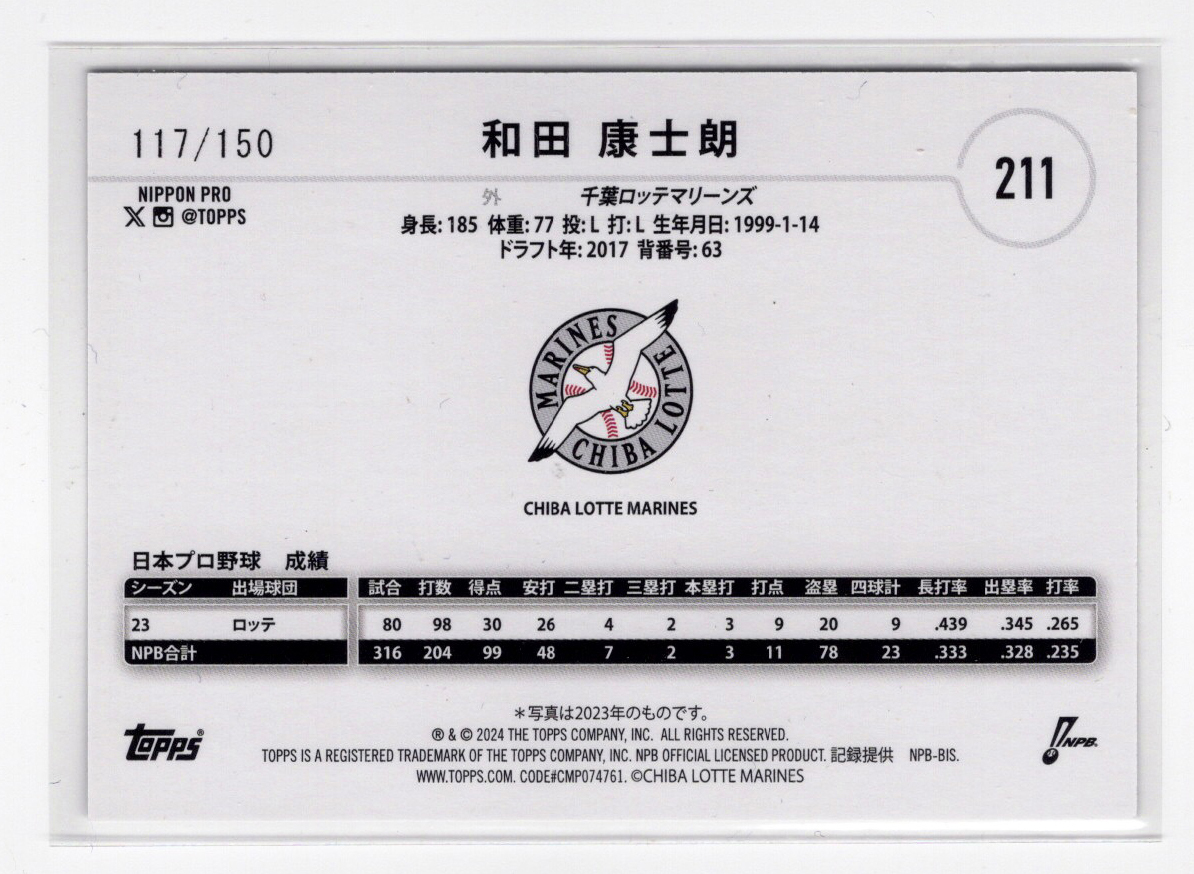 117/150
和田 康士朗
211
NIPPON PRO
@TOPPS
外 千葉ロッテマリーンズ
身長: 185 体重: 77 投: L 打: L 生年月日: 1999-1-14
ドラフト年: 2017 背番号: 63
MARINES
CHIBA LOTTE
CHIBA LOTTE MARINES
日本プロ野球 成績
シーズン 出場球団 試合 打数 得点 安打 二塁打 三塁打 本塁打 打点 盗塁 四球計 長打率 出塁率 打率
23 ロッテ 80 98 30 26 4 2 3 9 20 9 .439 .345 .265
NPB合計 316 204 99 48 7 2 3 11 78 23 .333 .328 .235
*写真は2023年のものです。
® & © 2024 THE TOPPS COMPANY, INC. ALL RIGHTS RESERVED.
TOPPS IS A REGISTERED TRADEMARK OF THE TOPPS COMPANY, INC. NPB OFFICIAL LICENSED PRODUCT. 記録提供 NPB-BIS.
WWW.TOPPS.COM. CODE#CMP074761. ©CHIBA LOTTE MARINES
Topps®
NPB®